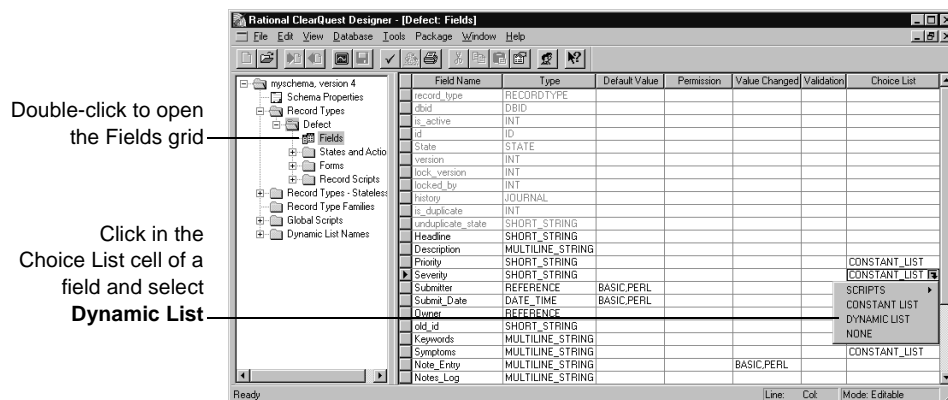 Rational ClearQuest Designer - [Defect: Fields]
File Edit View Database Tools Package Window Help
myschema, version 4
Schema Properties
Record Types
Defect
Fields
States and Actio
Forms
Record Scripts
Record Types - Stateless
Record Type Families
Global Scripts
Dynamic List Names
Double-click to open
the Fields grid
Click in the
Choice List cell of a
field and select
Dynamic List
Field Name Type Default Value Permission Value Changed Validation Choice List
record_type RECORDTYPE
dbid DBID
is_active INT
id ID
State STATE
version INT
lock_version INT
locked_by INT
history JOURNAL
is_duplicate INT
unduplicate_state SHORT_STRING
Headline SHORT_STRING
Description MULTILINE_STRING
Priority SHORT_STRING CONSTANT_LIST
Severity SHORT_STRING CONSTANT_LIST
Submitter REFERENCE BASIC,PERL
Submit_Date DATE_TIME BASIC,PERL
Owner REFERENCE
old_id SHORT_STRING
Keywords MULTILINE_STRING
Symptoms MULTILINE_STRING CONSTANT_LIST
Note_Entry MULTILINE_STRING BASIC,PERL
Notes_Log MULTILINE_STRING
SCRIPTS
CONSTANT LIST
DYNAMIC LIST
NONE
Ready Line: Col: Mode: Editable